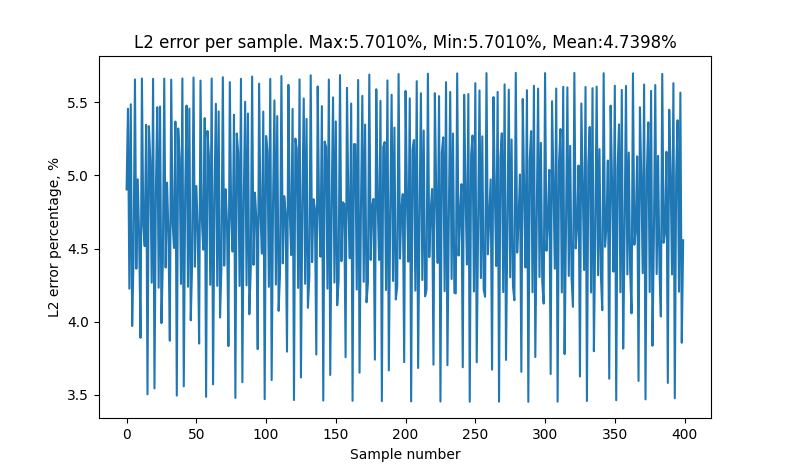 L2 error per sample. Max:5.7010%, Min:5.7010%, Mean:4.7398%
L2 error percentage, %
5.5
5.0
4.5
4.0
3.5
0 50 100 150 200 250 300 350 400
Sample number